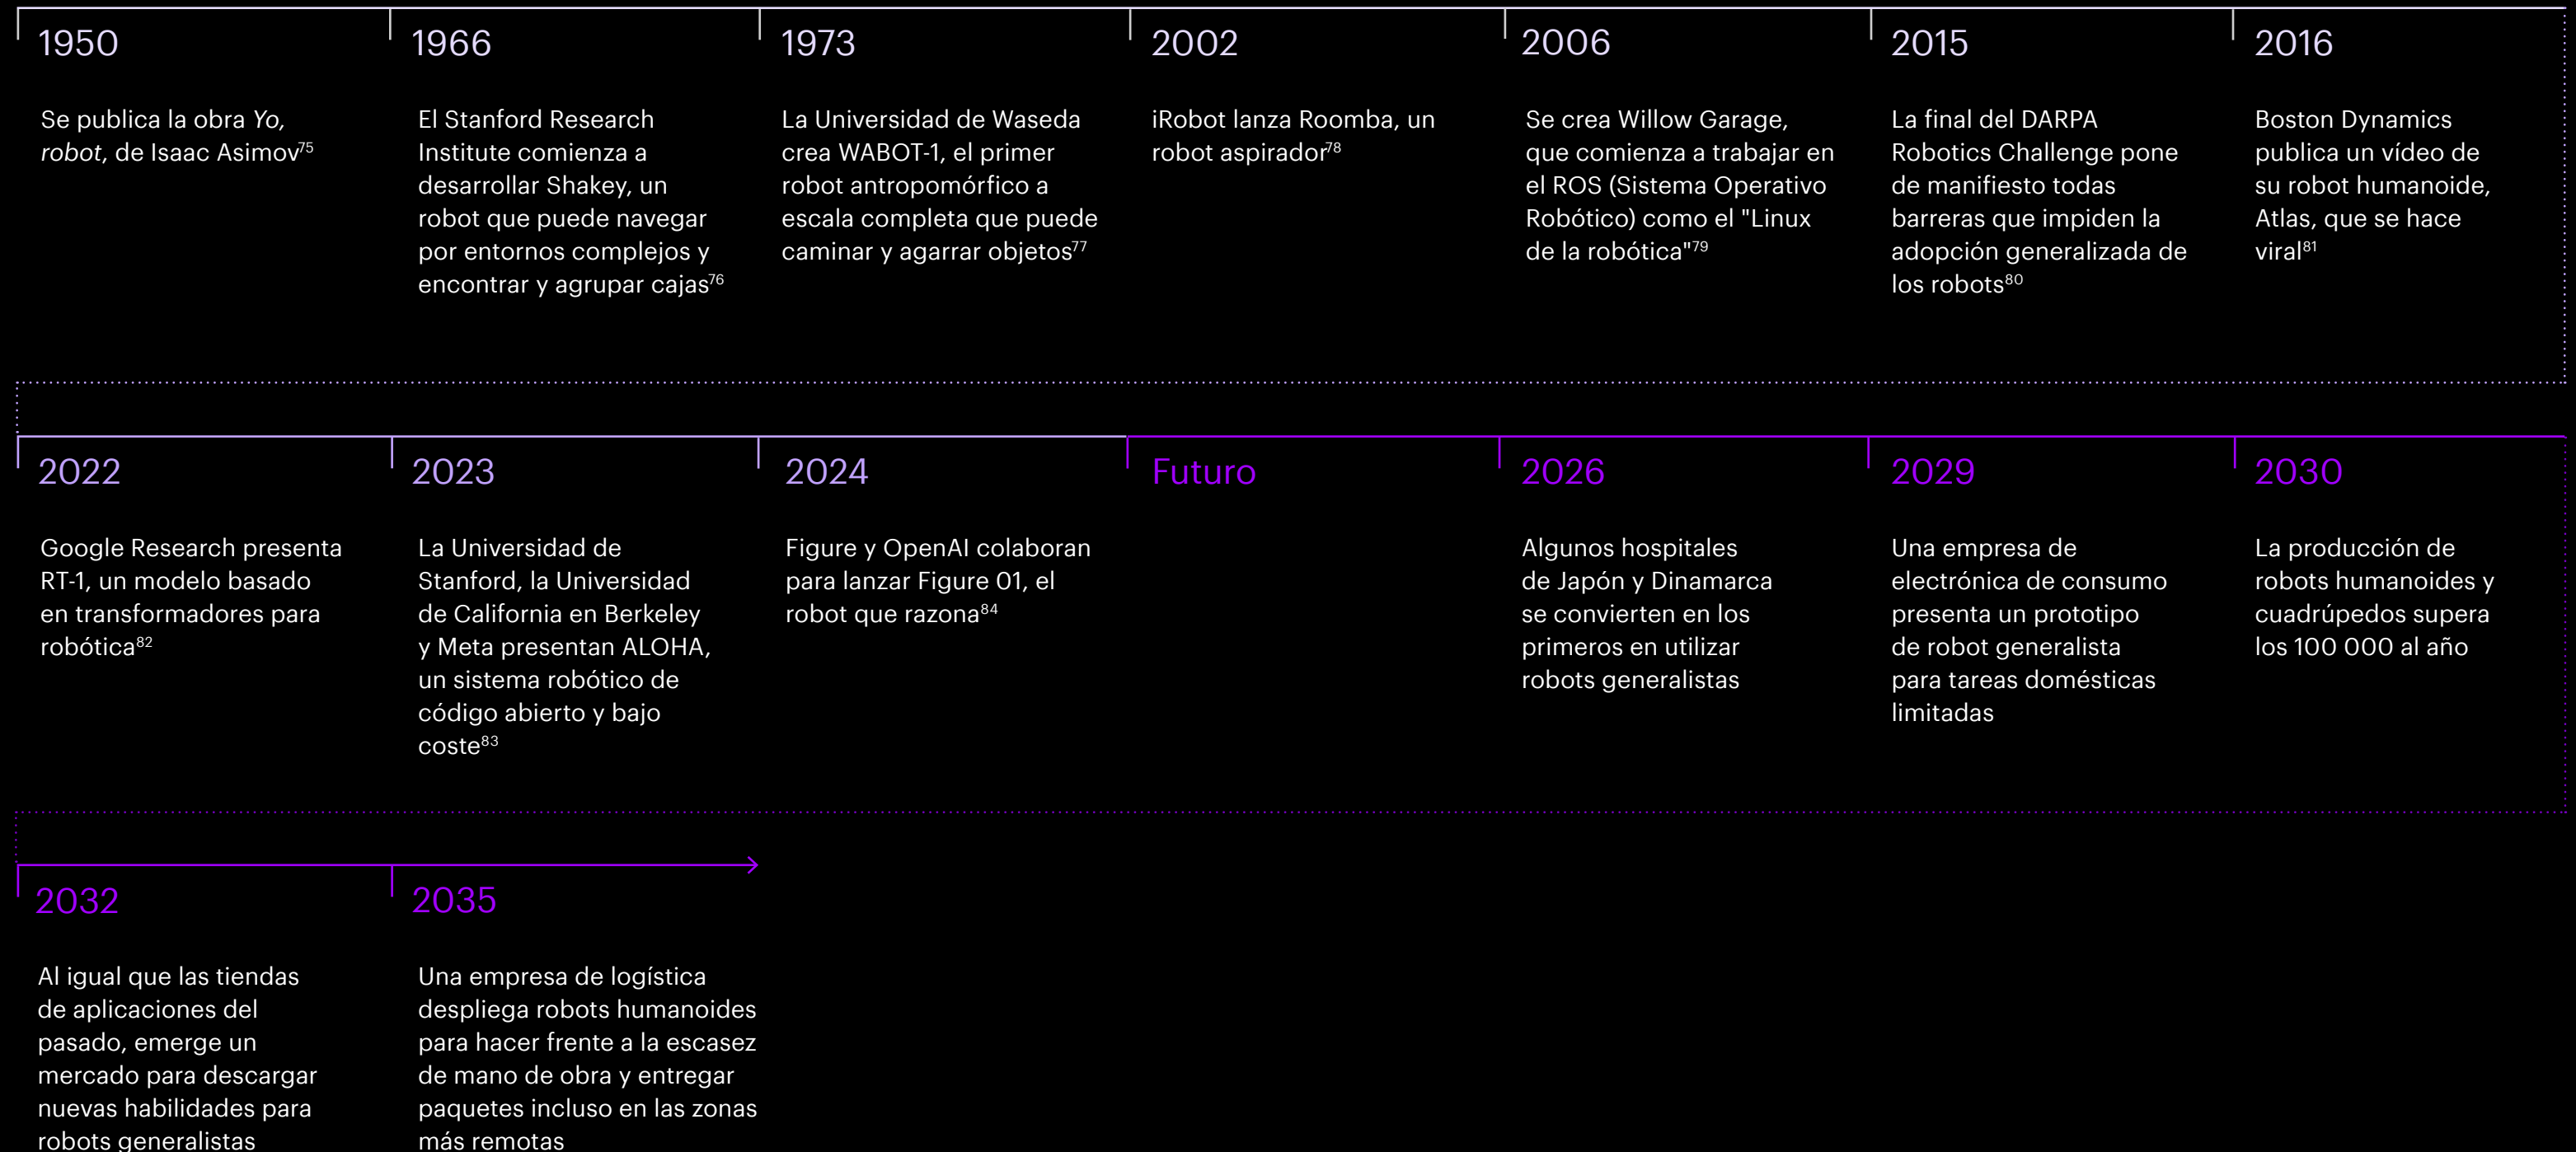 1950
Se publica la obra Yo,
robot, de Isaac Asimov75
1966
El Stanford Research
Institute comienza a
desarrollar Shakey, un
robot que puede navegar
por entornos complejos y
encontrar y agrupar cajas76
1973
La Universidad de Waseda
crea WABOT-1, el primer
robot antropomórfico a
escala completa que puede
caminar y agarrar objetos77
2002
iRobot lanza Roomba, un
robot aspirador78
2006
Se crea Willow Garage,
que comienza a trabajar en
el ROS (Sistema Operativo
Robótico) como el "Linux
de la robótica"79
2015
La final del DARPA
Robotics Challenge pone
de manifiesto todas
barreras que impiden la
adopción generalizada de
los robots80
2016
Boston Dynamics
publica un vídeo de
su robot humanoide,
Atlas, que se hace
viral81
2022
Google Research presenta
RT-1, un modelo basado
en transformadores para
robótica82
2023
La Universidad de
Stanford, la Universidad
de California en Berkeley
y Meta presentan ALOHA,
un sistema robótico de
código abierto y bajo
coste83
2024
Figure y OpenAI colaboran
para lanzar Figure 01, el
robot que razona84
Futuro
2026
Algunos hospitales
de Japón y Dinamarca
se convierten en los
primeros en utilizar
robots generalistas
2029
Una empresa de
electrónica de consumo
presenta un prototipo
de robot generalista
para tareas domésticas
limitadas
2030
La producción de
robots humanoides y
cuadrúpedos supera
los 100 000 al año
2032
Al igual que las tiendas
de aplicaciones del
pasado, emerge un
mercado para descargar
nuevas habilidades para
robots generalistas
2035
Una empresa de logística
despliega robots humanoides
para hacer frente a la escasez
de mano de obra y entregar
paquetes incluso en las zonas
más remotas